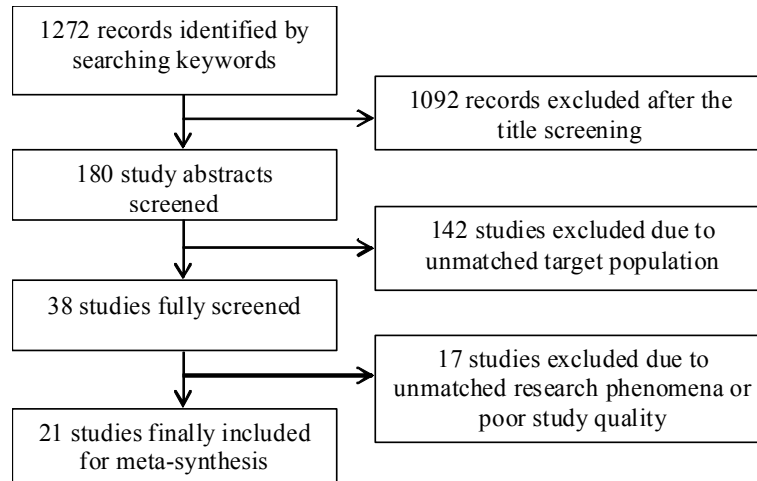 1272 records identified by
searching keywords
1092 records excluded after the
title screening
180 study abstracts
screened
142 studies excluded due to
unmatched target population
38 studies fully screened
17 studies excluded due to
unmatched research phenomena or
poor study quality
21 studies finally included
for meta-synthesis